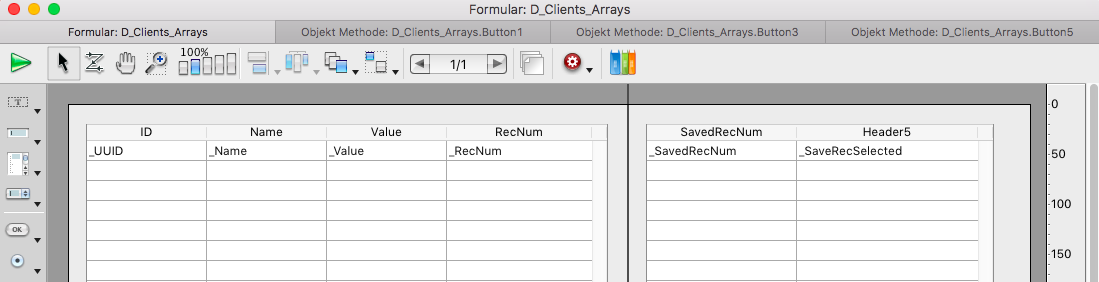 Formular: D_Clients_Arrays
Formular: D_Clients_Arrays Objekt Methode: D_Clients_Arrays.Button1 Objekt Methode: D_Clients_Arrays.Button3 Objekt Methode: D_Clients_Arrays.Button5
100%
1/1
0
ID Name Value RecNum SavedRecNum Header5
_UUID _Name _Value _RecNum _SavedRecNum _SaveRecSelected
50
100
OK
150